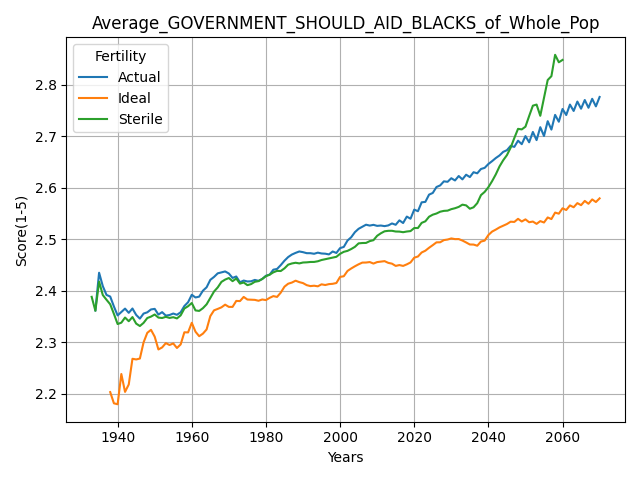 Average_GOVERNMENT_SHOULD_AID_BLACKS_of_Whole_Pop
Fertility
Actual
Ideal
Sterile
Score(1-5)
2.8
2.7
2.6
2.5
2.4
2.3
2.2
1940 1960 1980 2000 2020 2040 2060
Years